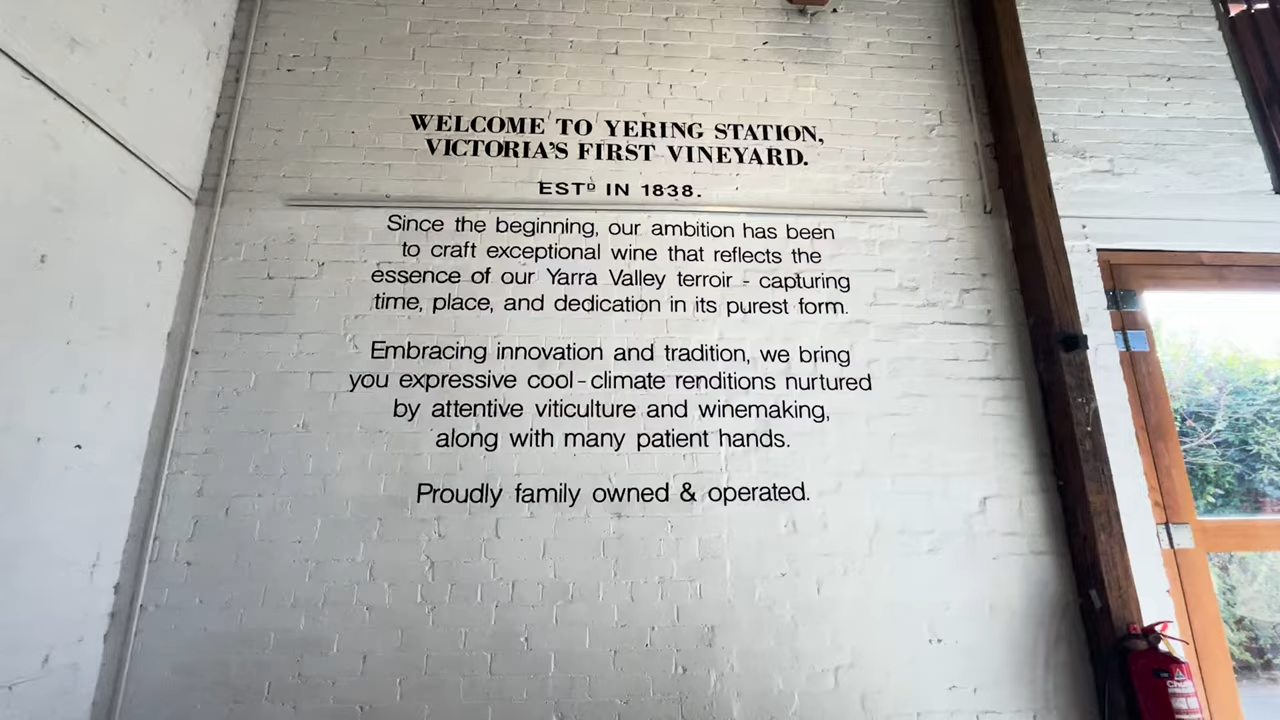 WELCOME TO YERING STATION,
VICTORIA'S FIRST VINEYARD.
ESTᴰ IN 1838.
Since the beginning, our ambition has been
to craft exceptional wine that reflects the
essence of our Yarra Valley terroir - capturing
time, place, and dedication in its purest form.
Embracing innovation and tradition, we bring
you expressive cool-climate renditions nurtured
by attentive viticulture and winemaking,
along with many patient hands.
Proudly family owned & operated.